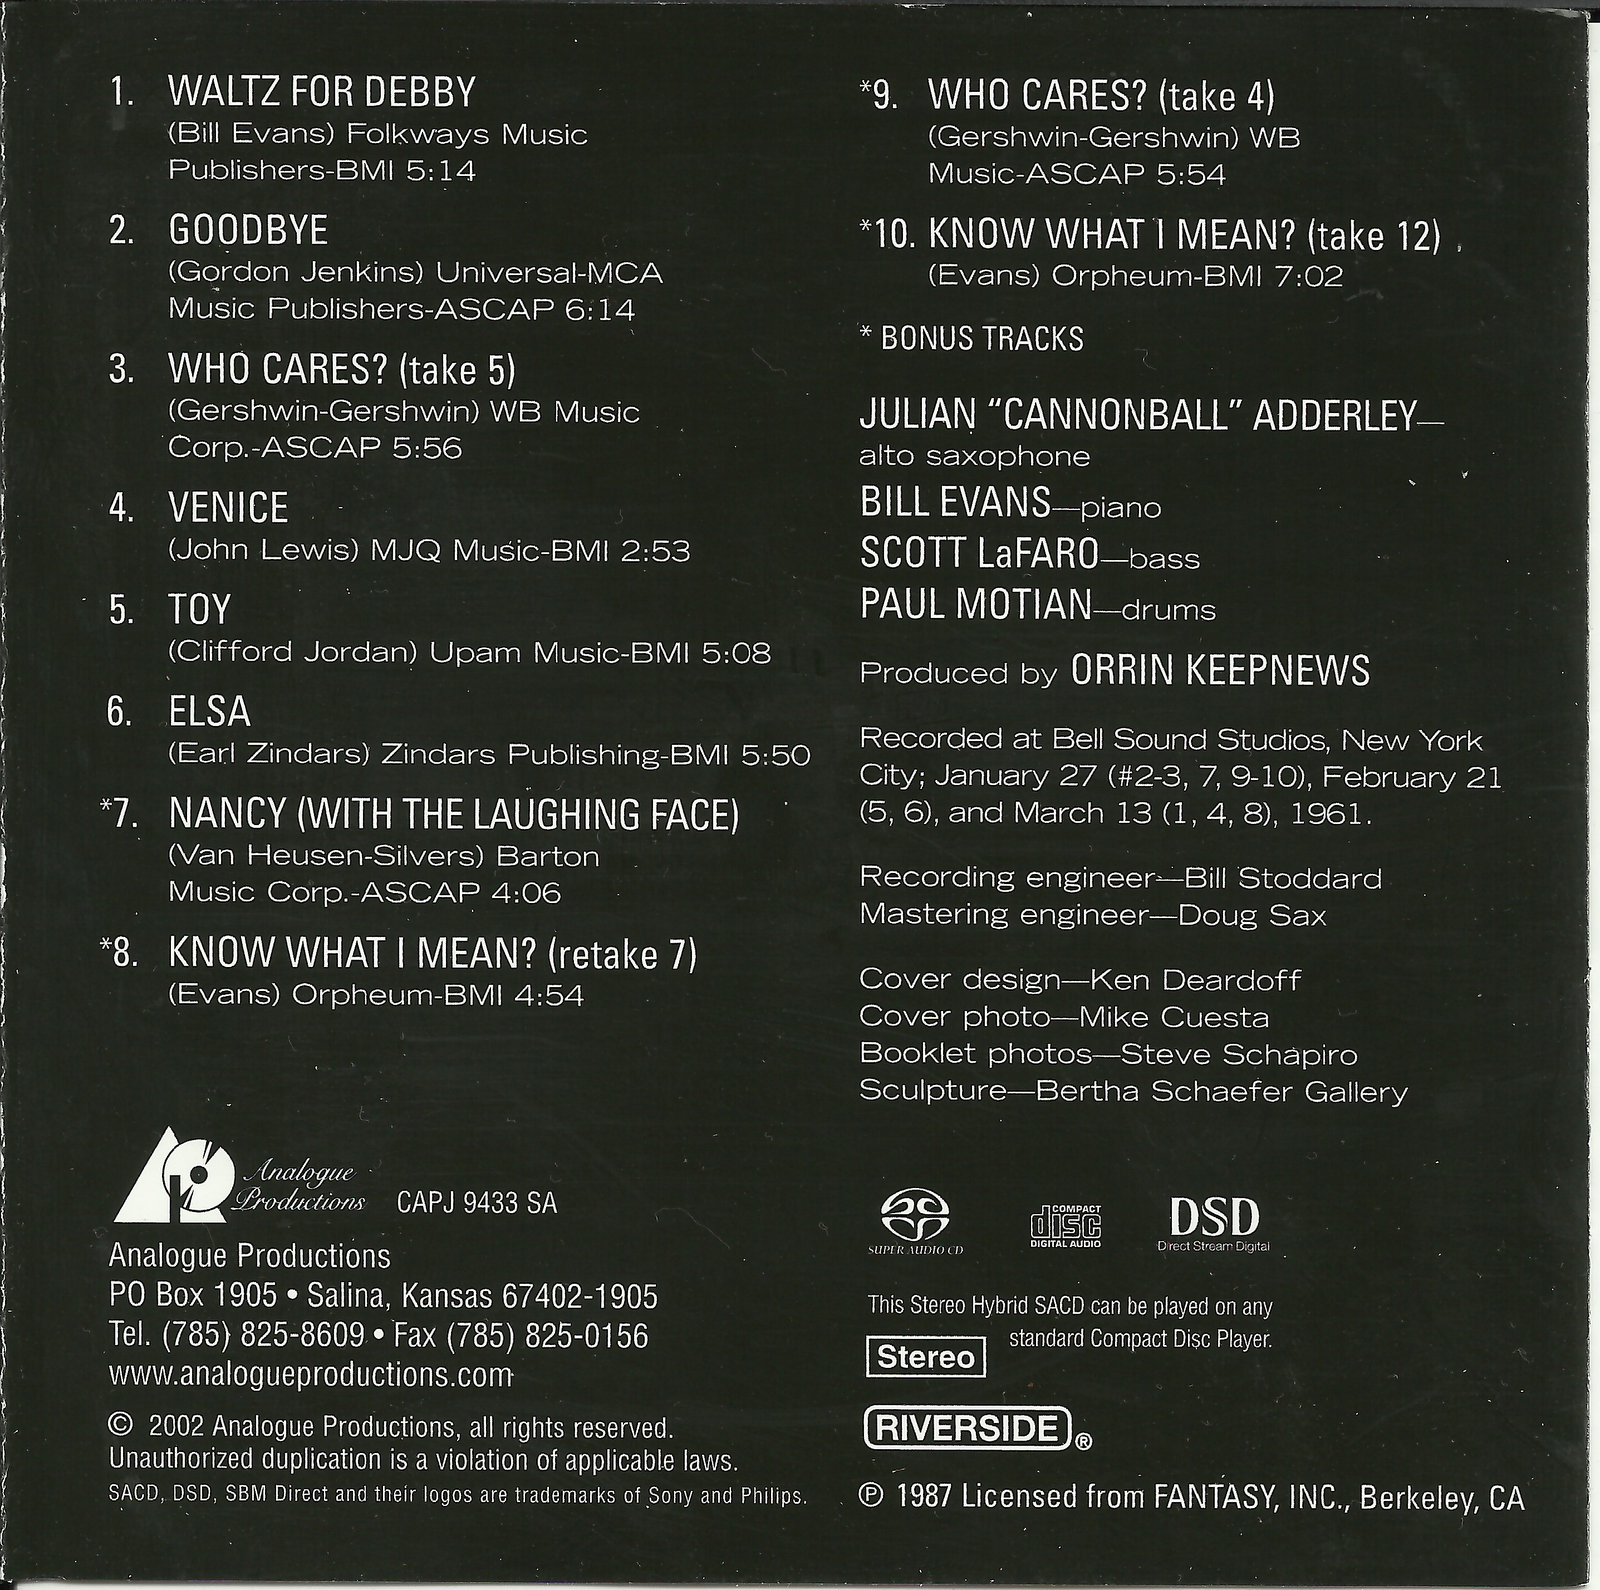 1. WALTZ FOR DEBBY
(Bill Evans) Folkways Music
Publishers-BMI 5:14
2. GOODBYE
(Gordon Jenkins) Universal-MCA
Music Publishers-ASCAP 6:14
3. WHO CARES? (take 5)
(Gershwin-Gershwin) WB Music
Corp.-ASCAP 5:56
4. VENICE
(John Lewis) MJQ Music-BMI 2:53
5. TOY
(Clifford Jordan) Upam Music-BMI 5:08
6. ELSA
(Earl Zindars) Zindars Publishing-BMI 5:50
*7. NANCY (WITH THE LAUGHING FACE)
(Van Heusen-Silvers) Barton
Music Corp.-ASCAP 4:06
*8. KNOW WHAT I MEAN? (retake 7)
(Evans) Orpheum-BMI 4:54
Analogue
Productions CAPJ 9433 SA
Analogue Productions
PO Box 1905 • Salina, Kansas 67402-1905
Tel. (785) 825-8609 • Fax (785) 825-0156
www.analogueproductions.com
© 2002 Analogue Productions, all rights reserved.
Unauthorized duplication is a violation of applicable laws.
SACD, DSD, SBM Direct and their logos are trademarks of Sony and Philips.
*9. WHO CARES? (take 4)
(Gershwin-Gershwin) WB
Music-ASCAP 5:54
*10. KNOW WHAT I MEAN? (take 12)
(Evans) Orpheum-BMI 7:02
* BONUS TRACKS
JULIAN “CANNONBALL” ADDERLEY—
alto saxophone
BILL EVANS—piano
SCOTT LaFARO—bass
PAUL MOTIAN—drums
Produced by ORRIN KEEPNEWS
Recorded at Bell Sound Studios, New York
City; January 27 (#2-3, 7, 9-10), February 21
(5, 6), and March 13 (1, 4, 8), 1961.
Recording engineer—Bill Stoddard
Mastering engineer—Doug Sax
Cover design—Ken Deardoff
Cover photo—Mike Cuesta
Booklet photos—Steve Schapiro
Sculpture—Bertha Schaefer Gallery
SUPER AUDIO CD
COMPACT
disc
DIGITAL AUDIO
DSD
Direct Stream Digital
This Stereo Hybrid SACD can be played on any
standard Compact Disc Player.
Stereo
RIVERSIDE®
℗ 1987 Licensed from FANTASY, INC., Berkeley, CA